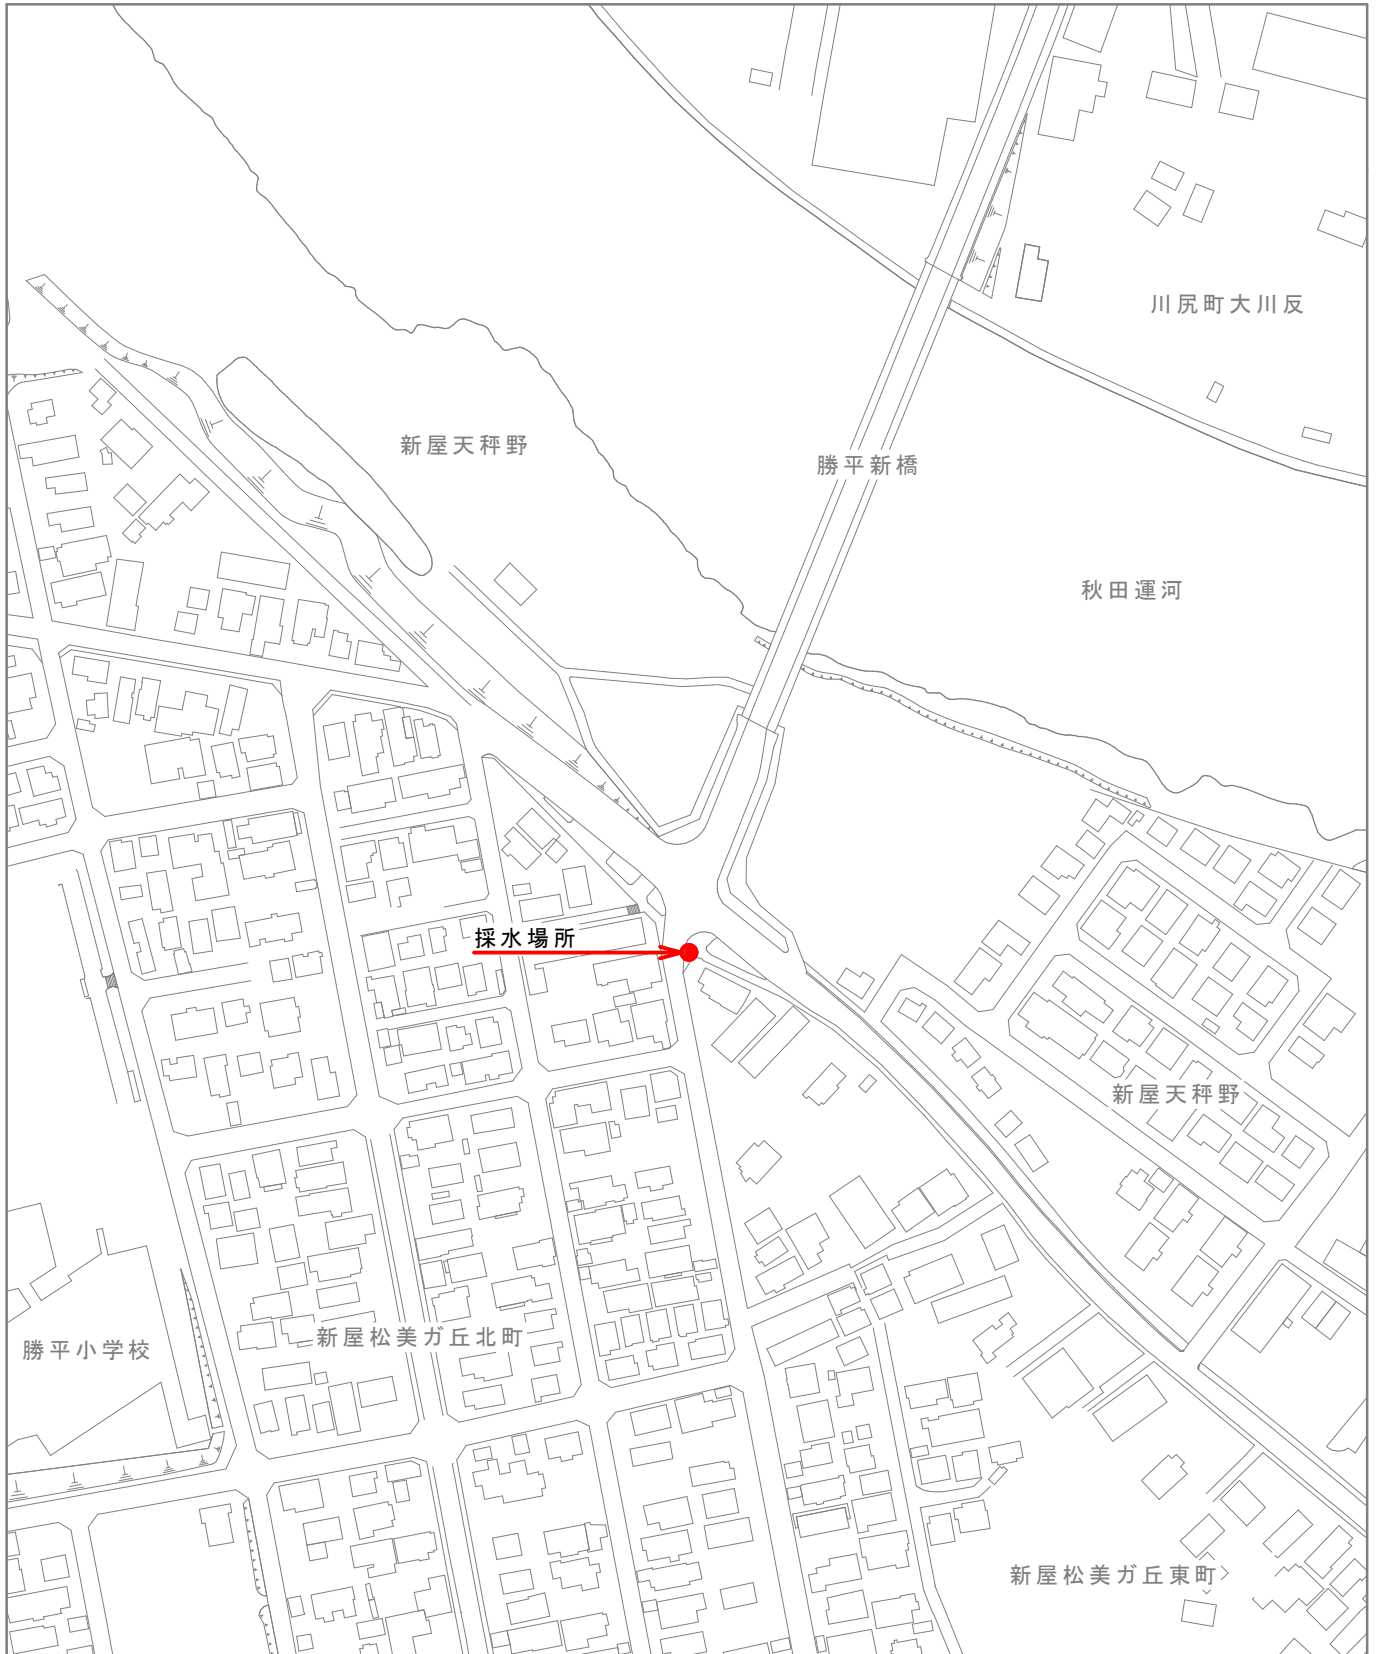 川尻町大川反
新屋天秤野
勝平新橋
秋田運河
採水場所
新屋天秤野
新屋松美ガ丘北町
勝平小学校
新屋松美ガ丘東町